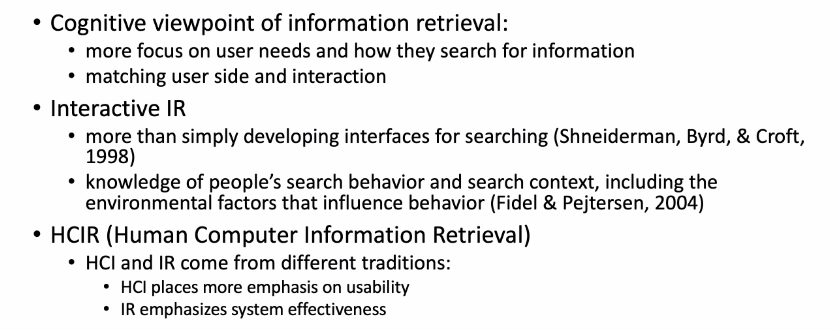 • Cognitive viewpoint of information retrieval:
• more focus on user needs and how they search for information
• matching user side and interaction
• Interactive IR
• more than simply developing interfaces for searching (Shneiderman, Byrd, & Croft,
1998)
• knowledge of people's search behavior and search context, including the
environmental factors that influence behavior (Fidel & Pejtersen, 2004)
• HCIR (Human Computer Information Retrieval)
• HCI and IR come from different traditions:
• HCI places more emphasis on usability
• IR emphasizes system effectiveness